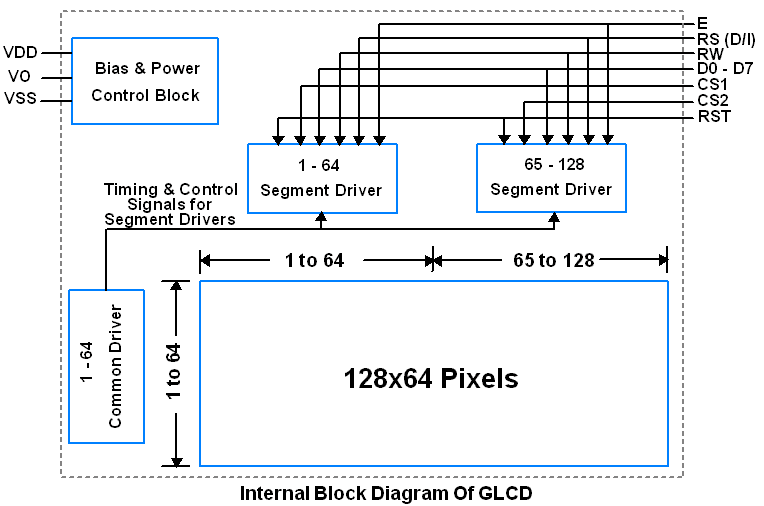 VDD
VO
VSS
Bias & Power
Control Block
E
RS (D/I)
RW
D0 - D7
CS1
CS2
RST
1 - 64
Segment Driver
65 - 128
Segment Driver
Timing & Control
Signals for
Segment Drivers
1 to 64
65 to 128
1 - 64
Common Driver
1 to 64
128x64 Pixels
Internal Block Diagram Of GLCD